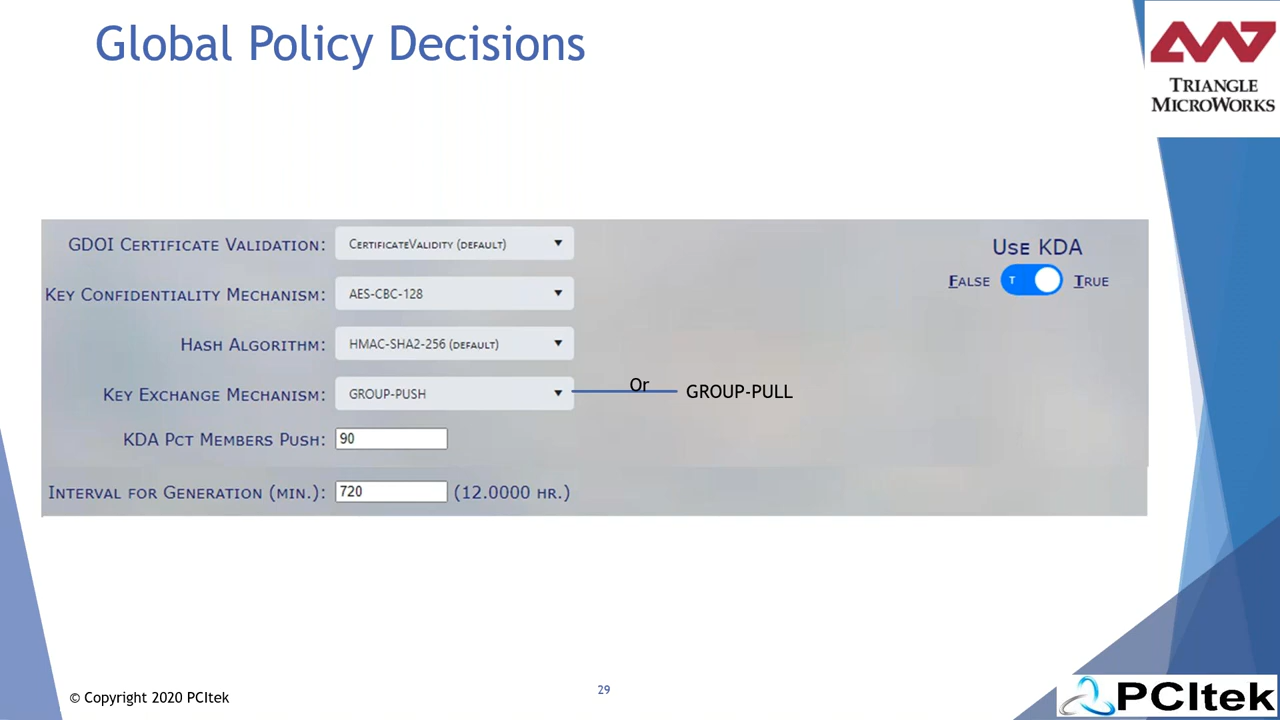 Global Policy Decisions
TRIANGLE
MICROWORKS
GDOI CERTIFICATE VALIDATION: CERTIFICATEVALIDITY (DEFAULT)
USE KDA
FALSE T TRUE
KEY CONFIDENTIALITY MECHANISM: AES-CBC-128
HASH ALGORITHM: HMAC-SHA2-256 (DEFAULT)
KEY EXCHANGE MECHANISM: GROUP-PUSH Or GROUP-PULL
KDA PCT MEMBERS PUSH: 90
INTERVAL FOR GENERATION (MIN.): 720 (12.0000 HR.)
© Copyright 2020 PCItek
29
PCItek